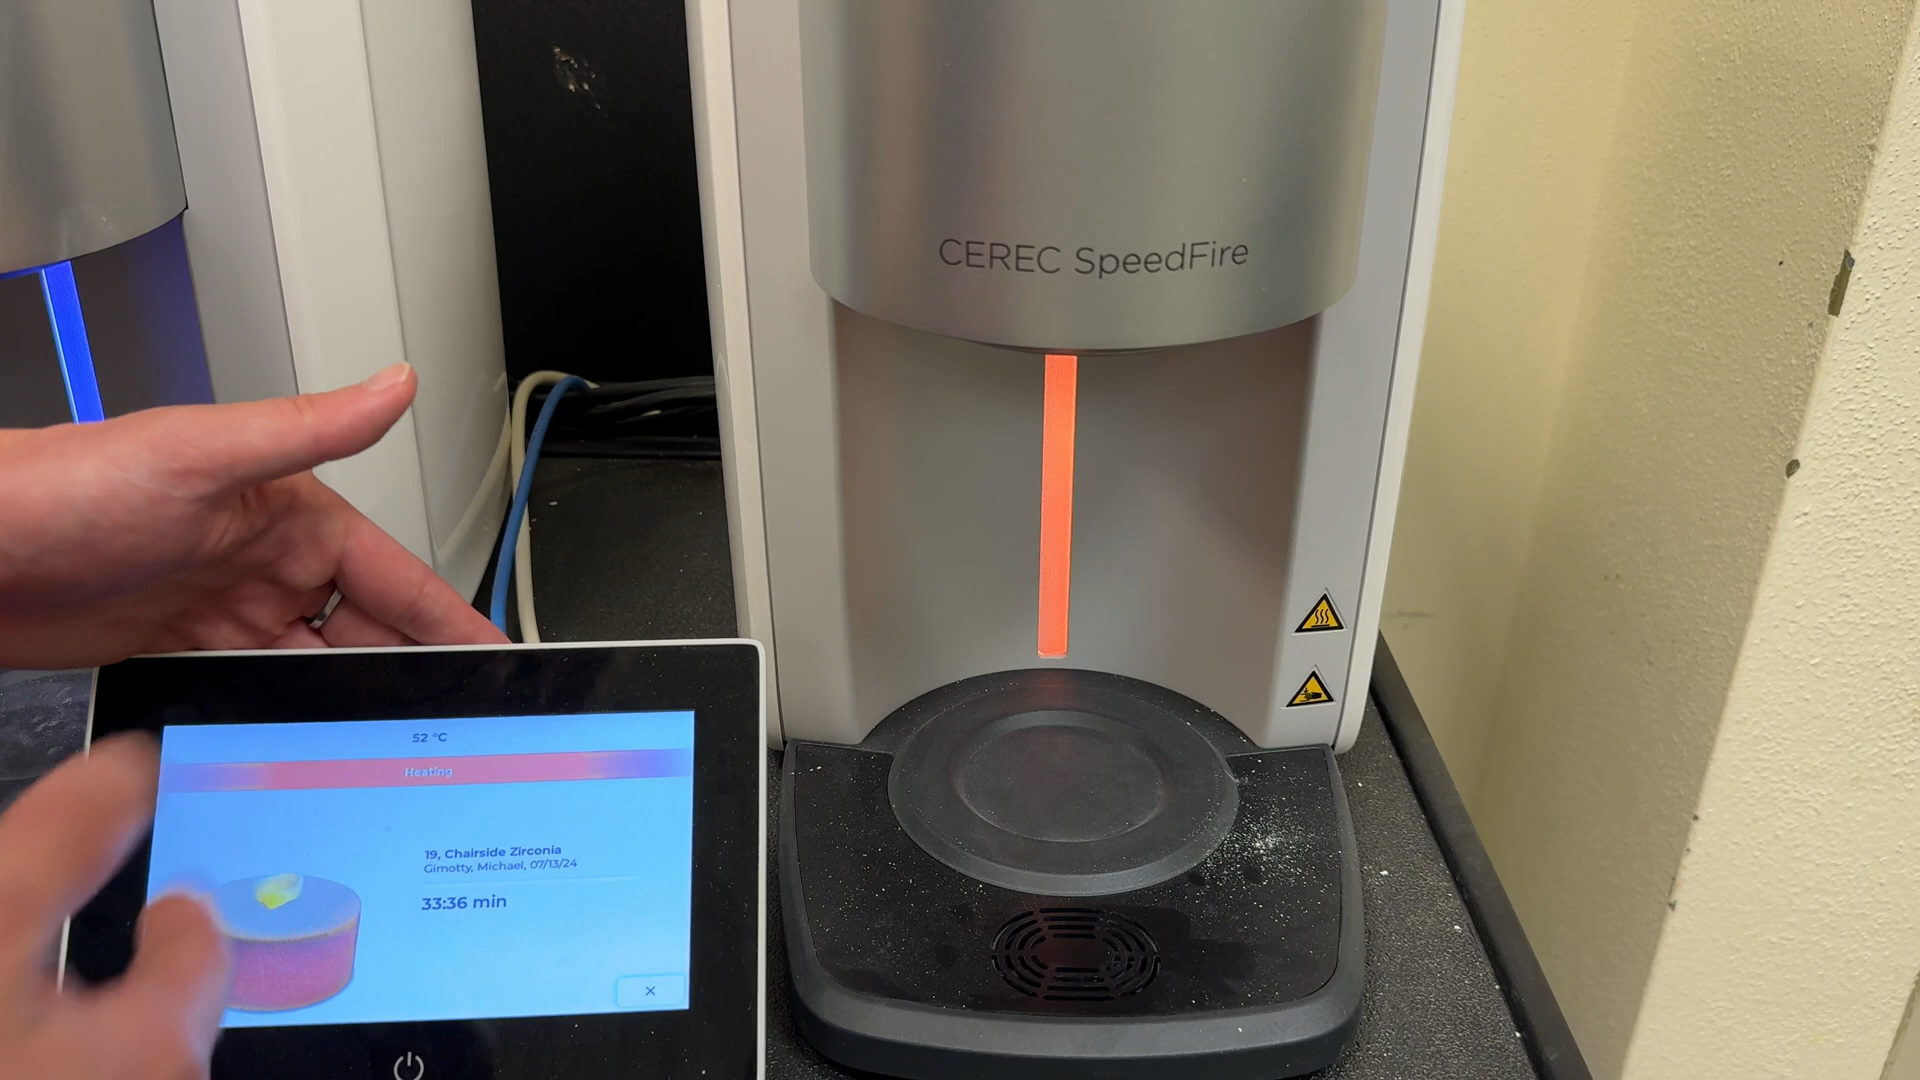 CEREC SpeedFire
52 °C
Heating
19, Chairside Zirconia
Gimotty, Michael, 07/13/24
33:36 min